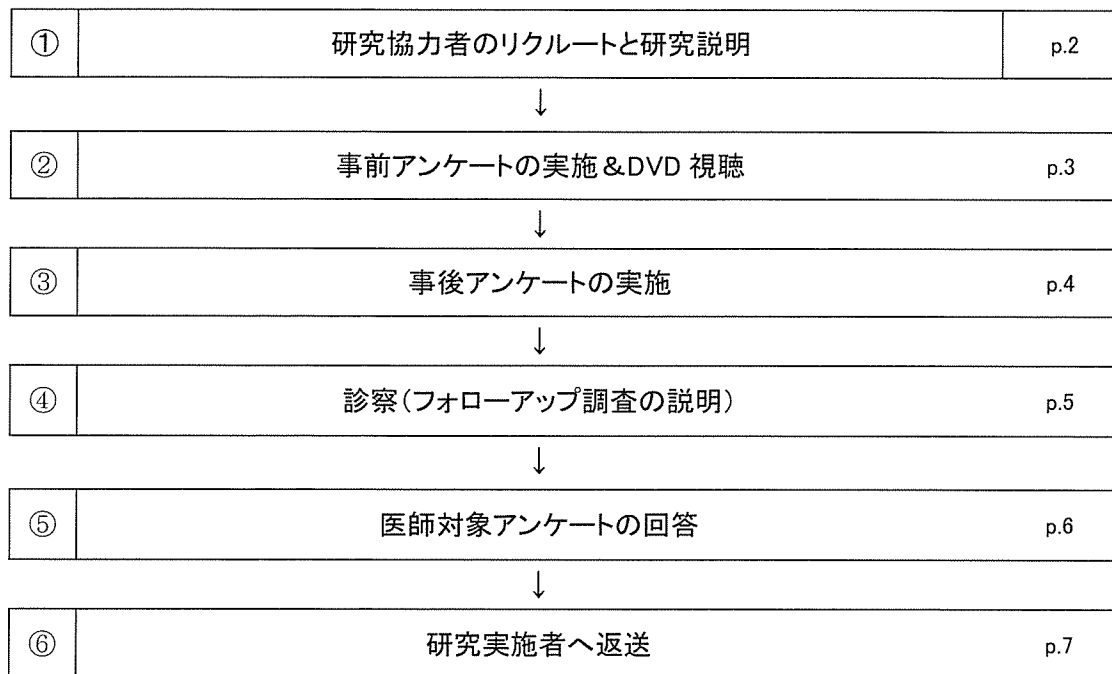 ① 研究協力者のリクルートと研究説明 p.2
↓
② 事前アンケートの実施＆DVD 視聴 p.3
↓
③ 事後アンケートの実施 p.4
↓
④ 診察(フォローアップ調査の説明) p.5
↓
⑤ 医師対象アンケートの回答 p.6
↓
⑥ 研究実施者へ返送 p.7